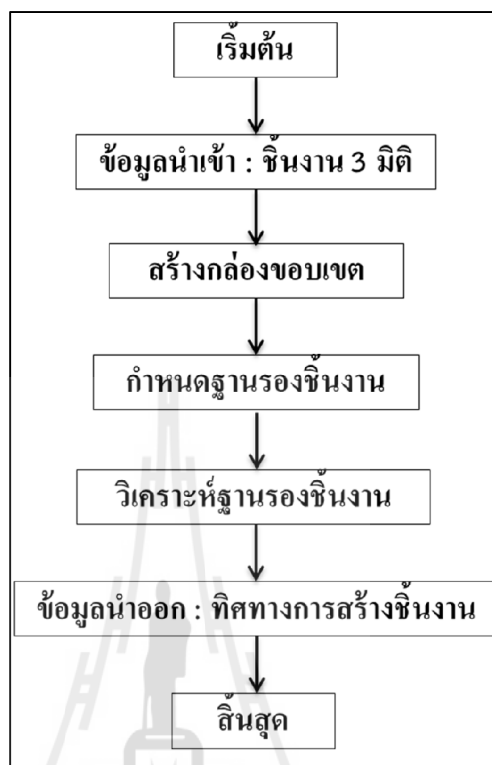 เริ่มต้น
ข้อมูลนำเข้า : ชิ้นงาน 3 มิติ
สร้างกล่องขอบเขต
กำหนดฐานรองชิ้นงาน
วิเคราะห์ฐานรองชิ้นงาน
ข้อมูลนำออก : ทิศทางการสร้างชิ้นงาน
สิ้นสุด